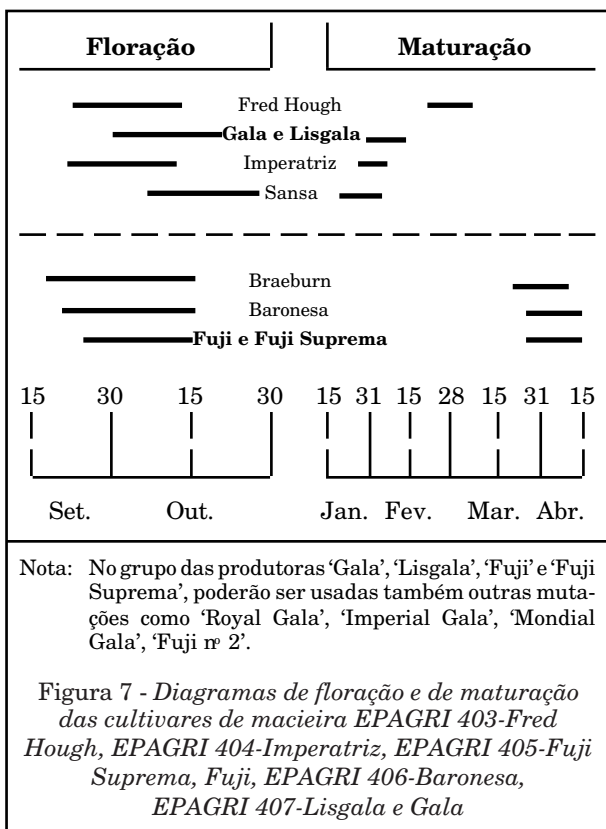 Floração Maturação
Fred Hough
Gala e Lisgala
Imperatriz
Sansa
Braeburn
Baronesa
Fuji e Fuji Suprema
15 30 15 30 15 31 15 28 15 31 15
Set. Out. Jan. Fev. Mar. Abr.
Nota: No grupo das produtoras ‘Gala’, ‘Lisgala’, ‘Fuji’ e ‘Fuji
Suprema’, poderão ser usadas também outras muta-
ções como ‘Royal Gala’, ‘Imperial Gala’, ‘Mondial
Gala’, ‘Fuji nº 2’.
Figura 7 - Diagramas de floração e de maturação
das cultivares de macieira EPAGRI 403-Fred
Hough, EPAGRI 404-Imperatriz, EPAGRI 405-Fuji
Suprema, Fuji, EPAGRI 406-Baronesa,
EPAGRI 407-Lisgala e Gala